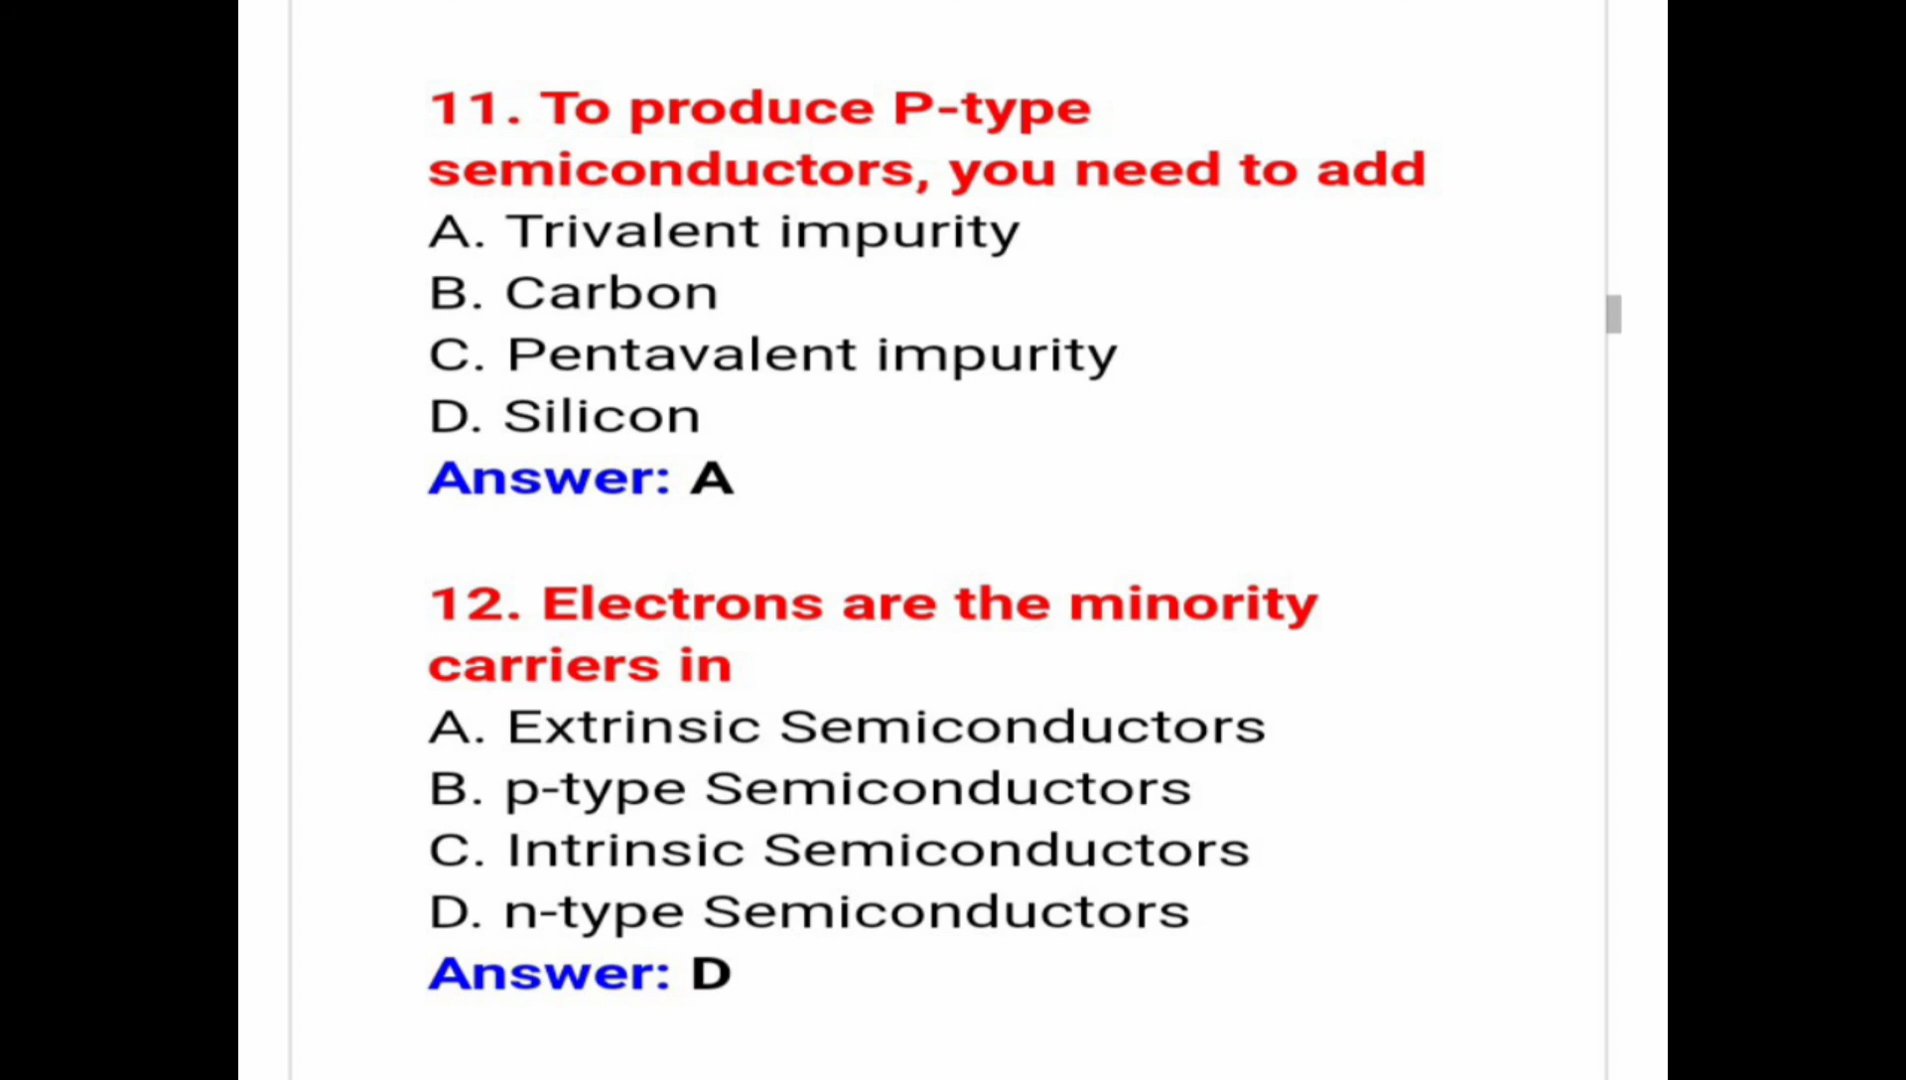 11. To produce P-type
semiconductors, you need to add
A. Trivalent impurity
B. Carbon
C. Pentavalent impurity
D. Silicon
Answer: A
12. Electrons are the minority
carriers in
A. Extrinsic Semiconductors
B. p-type Semiconductors
C. Intrinsic Semiconductors
D. n-type Semiconductors
Answer: D